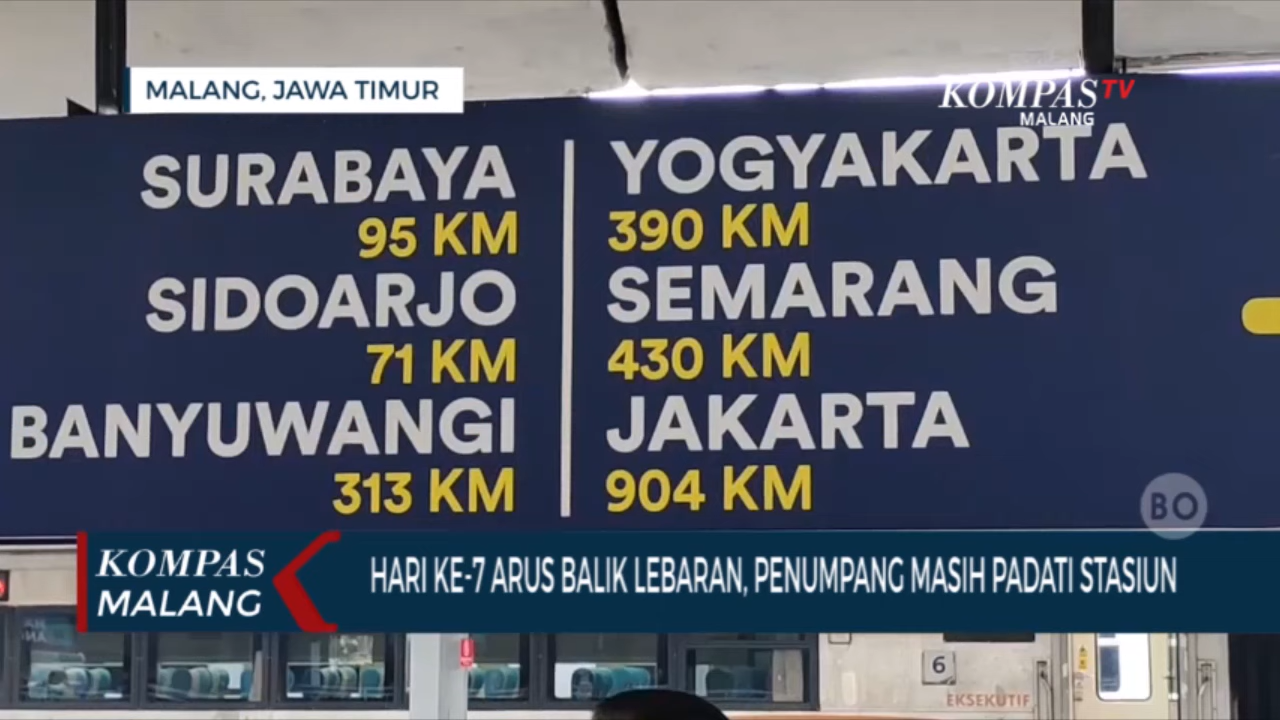 MALANG, JAWA TIMUR
KOMPAS TV
MALANG
SURABAYA
95 KM
SIDOARJO
71 KM
BANYUWANGI
313 KM
YOGYAKARTA
390 KM
SEMARANG
430 KM
JAKARTA
904 KM
BO
KOMPAS
MALANG
HARI KE-7 ARUS BALIK LEBARAN, PENUMPANG MASIH PADATI STASIUN
6
EKSEKUTIF